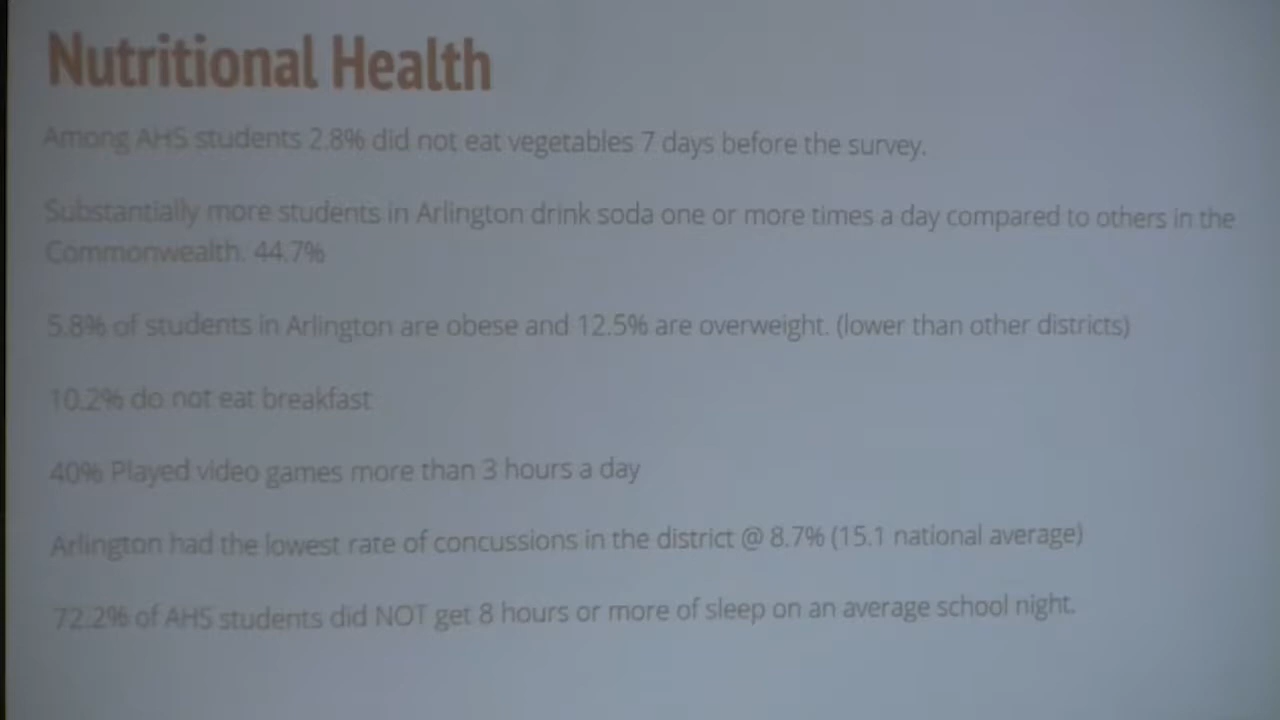 Nutritional Health
Among AHS students 2.8% did not eat vegetables 7 days before the survey.
Substantially more students in Arlington drink soda one or more times a day compared to others in the
Commonwealth. 44.7%
5.8% of students in Arlington are obese and 12.5% are overweight. (lower than other districts)
10.2% do not eat breakfast
40% Played video games more than 3 hours a day
Arlington had the lowest rate of concussions in the district @ 8.7% (15.1 national average)
72.2% of AHS students did NOT get 8 hours or more of sleep on an average school night.